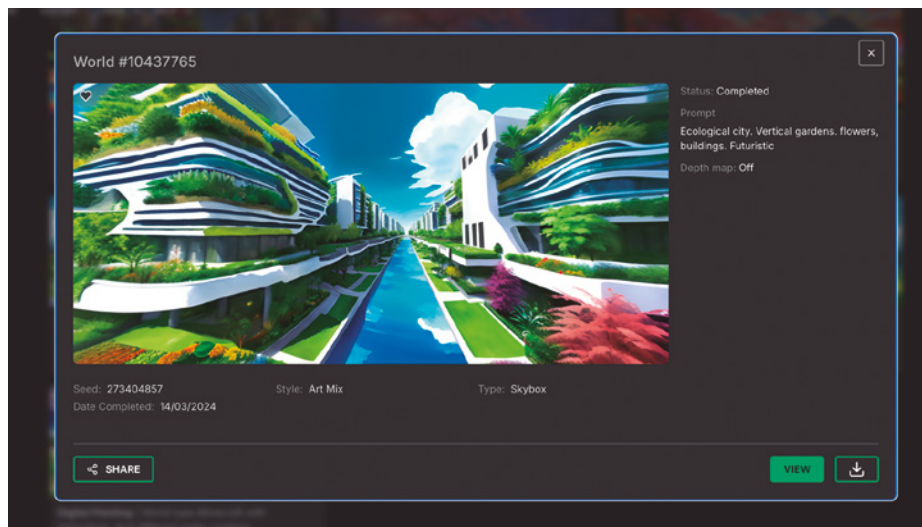 World #10437765
x
Status: Completed
Prompt
Ecological city. Vertical gardens. flowers,
buildings. Futuristic
Depth map: Off
Seed: 273404857
Style: Art Mix
Type: Skybox
Date Completed: 14/03/2024
SHARE
VIEW